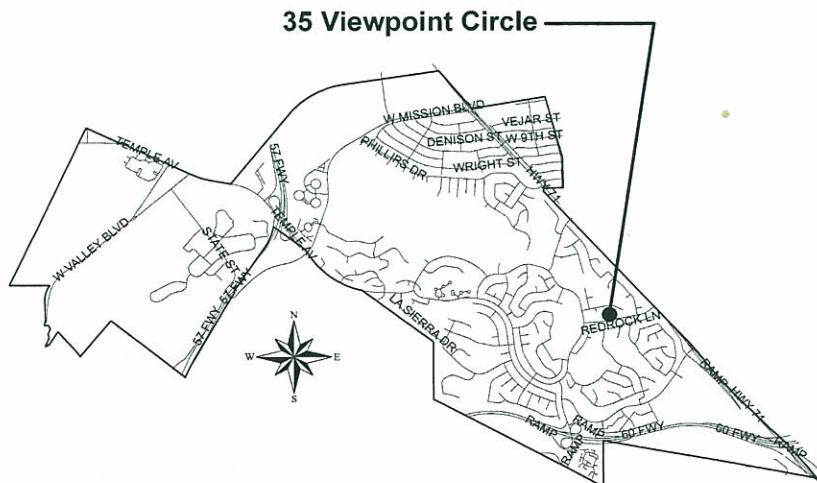 35 Viewpoint Circle
W MISSION BLVD
VEJAR ST
DENISON ST
W 9TH ST
PHILLIPS DR
WRIGHT ST
HWY 71
TEMPLE AV
57 FWY
TEMPLE AV
W VALLEY BLVD
STATE ST
57 FWY
57 FWY
LA SIERRA DR
REDROCK LN
N
W
E
S
RAMP
HWY 71
RAMP
RAMP
RAMP
60 FWY
60 FWY
RAMP